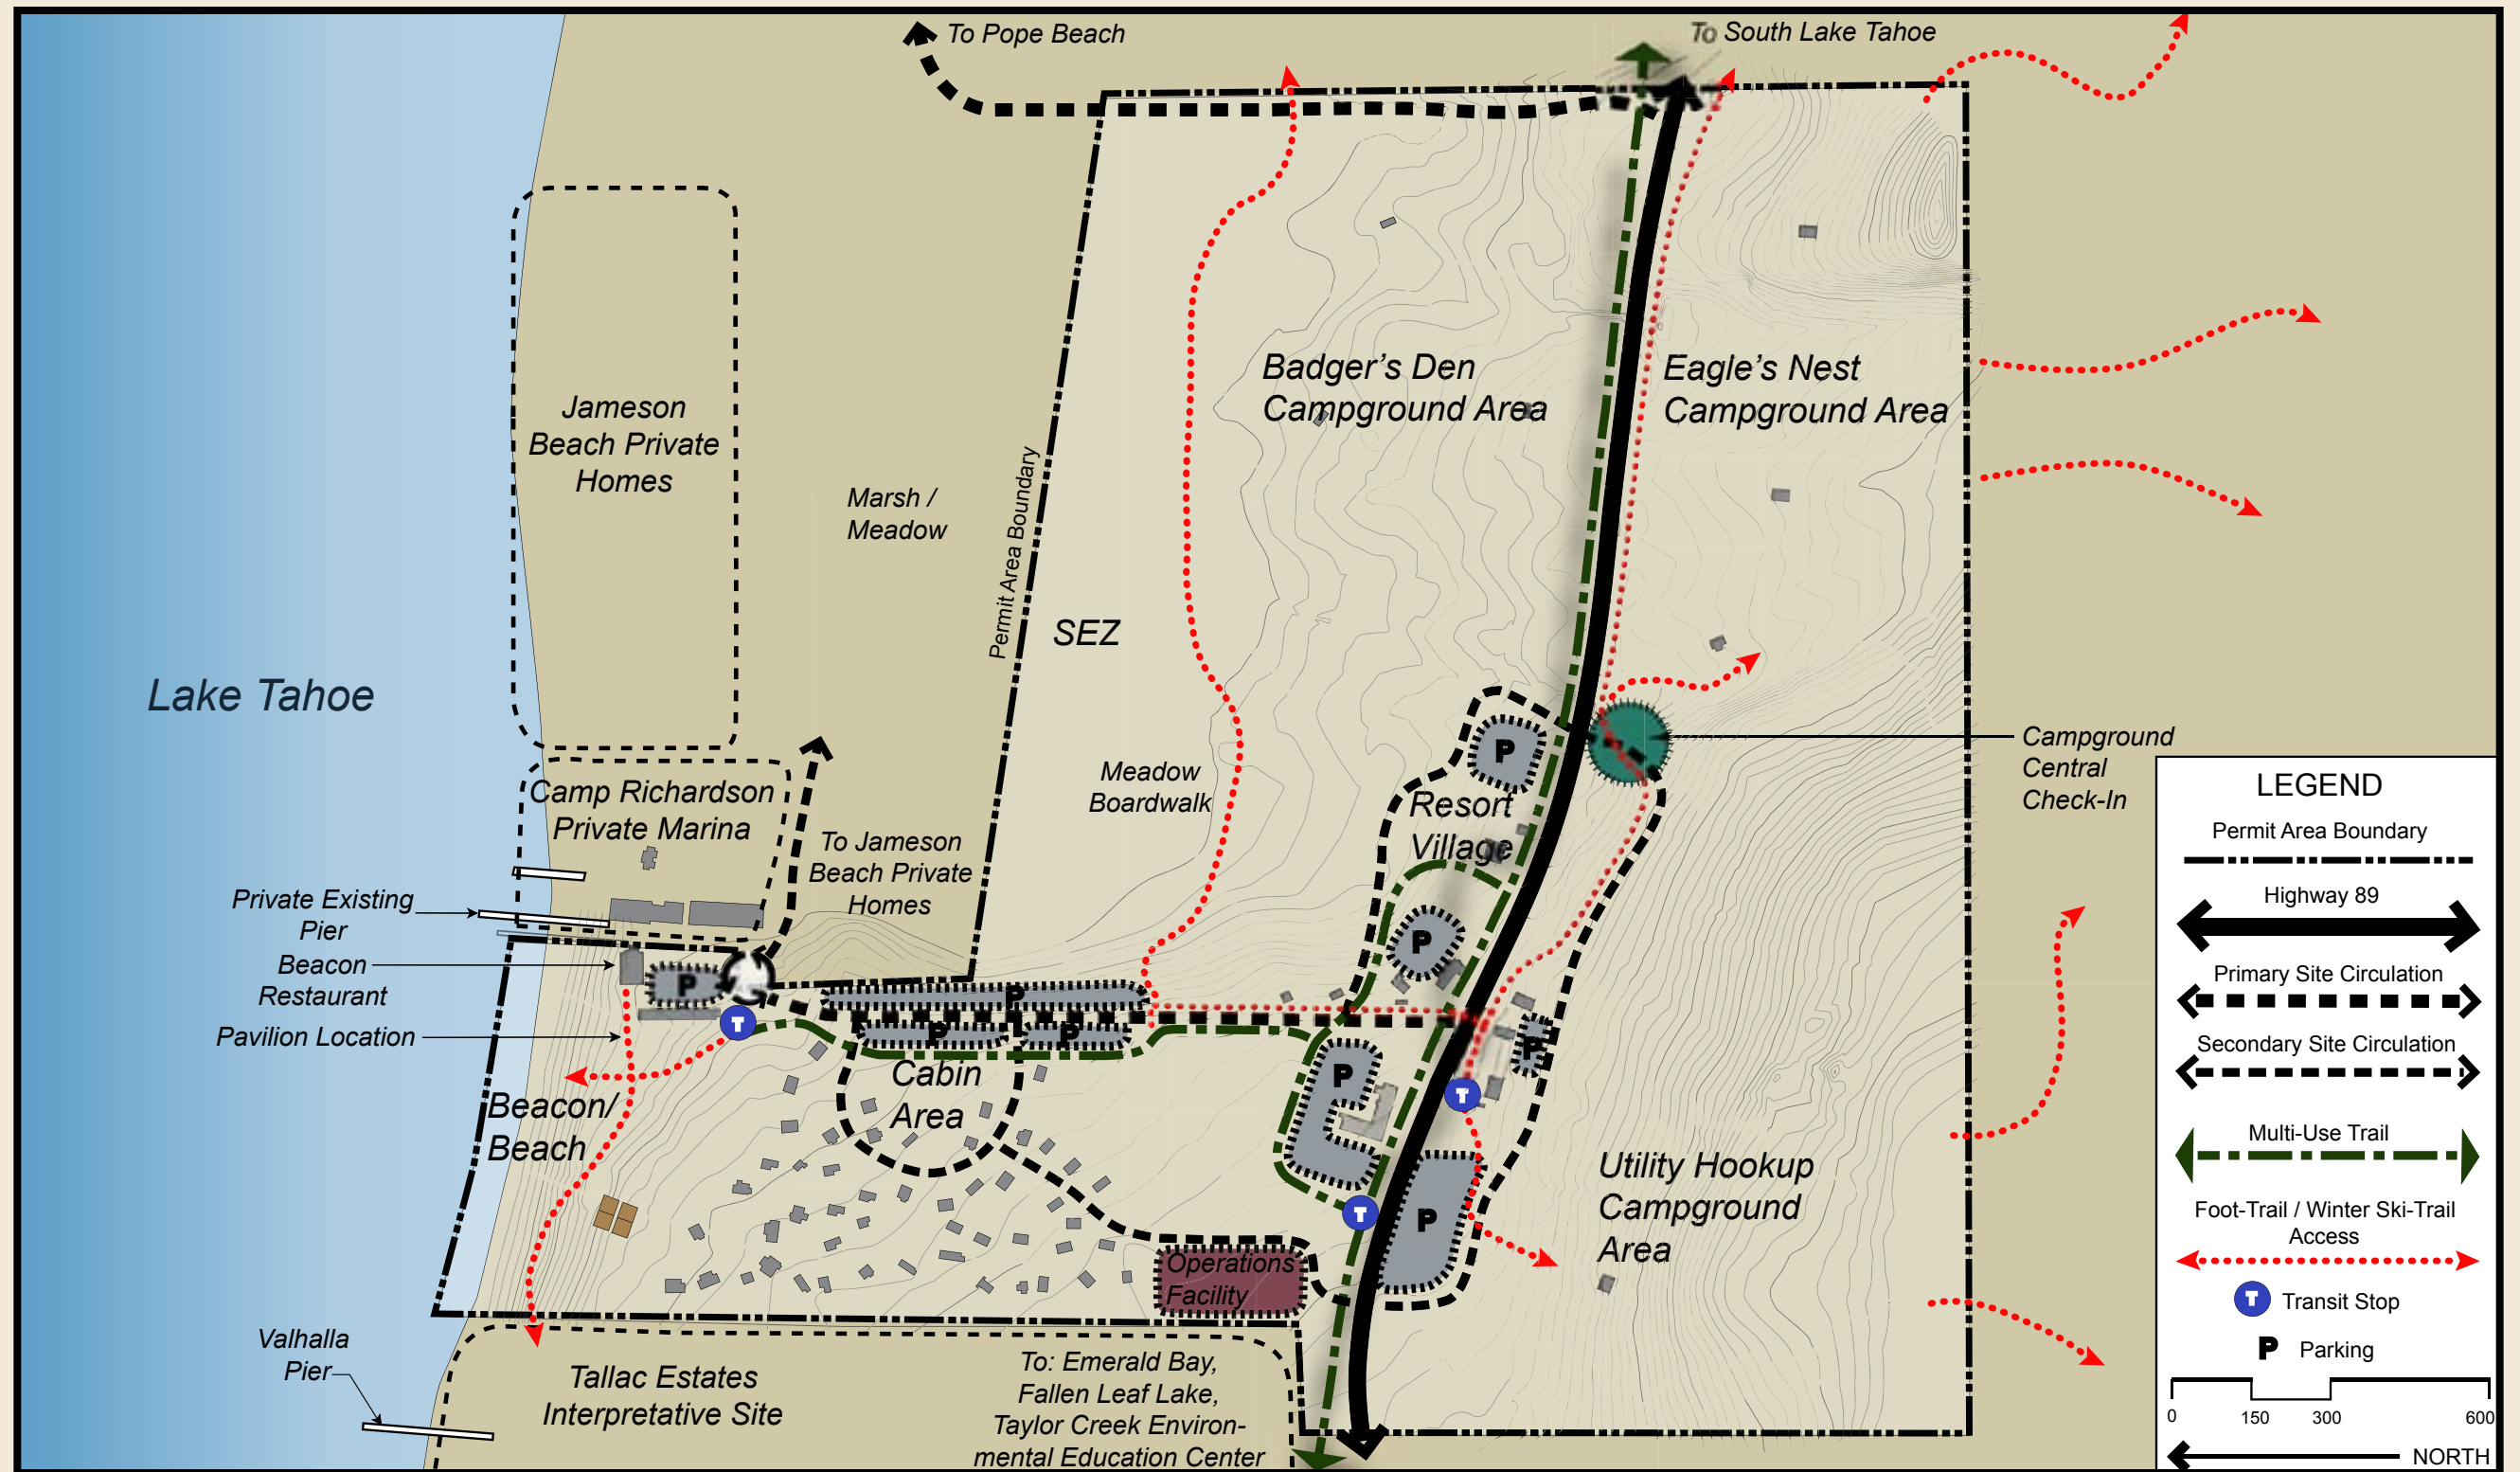 To Pope Beach
To South Lake Tahoe
Badger's Den
Campground Area
Eagle's Nest
Campground Area
Jameson
Beach Private
Homes
Marsh /
Meadow
Permit Area Boundary
SEZ
Lake Tahoe
Meadow
Boardwalk
P
Resort
Village
Campground
Central
Check-In
Camp Richardson
Private Marina
To Jameson
Beach Private
Homes
Private Existing
Pier
Beacon
Restaurant
Pavilion Location
P
P
P
P
P
P
T
Cabin
Area
P
T
Beacon/
Beach
P
T
Utility Hookup
Campground
Area
Operations
Facility
Valhalla
Pier
Tallac Estates
Interpretative Site
To: Emerald Bay,
Fallen Leaf Lake,
Taylor Creek Environ-
mental Education Center
LEGEND
Permit Area Boundary
Highway 89
Primary Site Circulation
Secondary Site Circulation
Multi-Use Trail
Foot-Trail / Winter Ski-Trail
Access
T Transit Stop
P Parking
0 150 300 600
NORTH